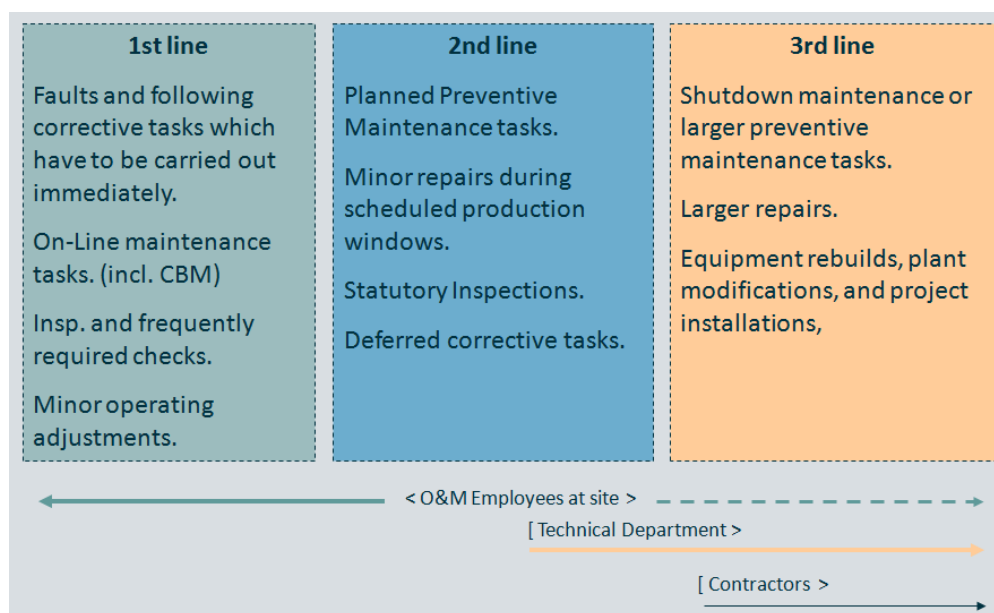 1st line
Faults and following
corrective tasks which
have to be carried out
immediately.
On-Line maintenance
tasks. (incl. CBM)
Insp. and frequently
required checks.
Minor operating
adjustments.
2nd line
Planned Preventive
Maintenance tasks.
Minor repairs during
scheduled production
windows.
Statutory Inspections.
Deferred corrective tasks.
3rd line
Shutdown maintenance or
larger preventive
maintenance tasks.
Larger repairs.
Equipment rebuilds, plant
modifications, and project
installations,
< O&M Employees at site >
[ Technical Department >
[ Contractors >